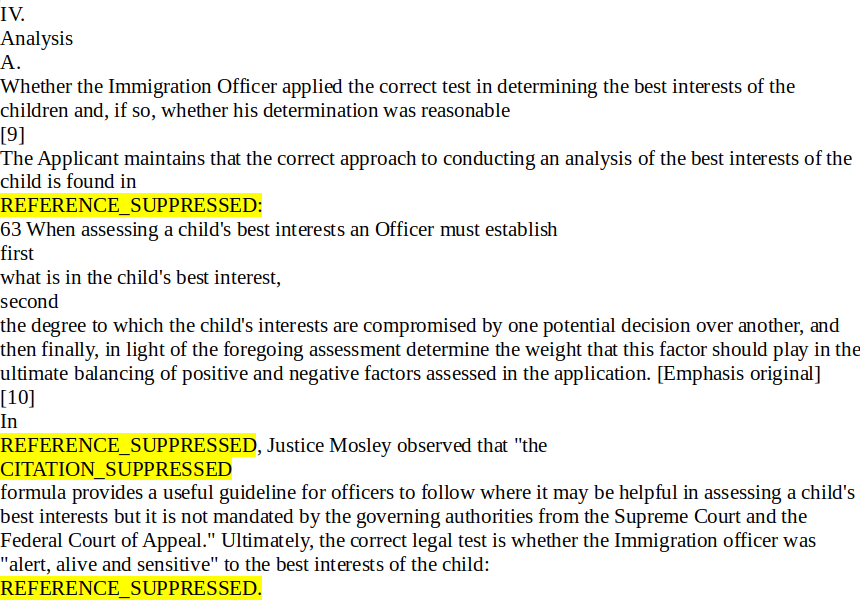 IV.
Analysis
A.
Whether the Immigration Officer applied the correct test in determining the best interests of the
children and, if so, whether his determination was reasonable
[9]
The Applicant maintains that the correct approach to conducting an analysis of the best interests of the
child is found in
REFERENCE_SUPPRESSED:
63 When assessing a child's best interests an Officer must establish
first
what is in the child's best interest,
second
the degree to which the child's interests are compromised by one potential decision over another, and
then finally, in light of the foregoing assessment determine the weight that this factor should play in the
ultimate balancing of positive and negative factors assessed in the application. [Emphasis original]
[10]
In
REFERENCE_SUPPRESSED, Justice Mosley observed that "the
CITATION_SUPPRESSED
formula provides a useful guideline for officers to follow where it may be helpful in assessing a child's
best interests but it is not mandated by the governing authorities from the Supreme Court and the
Federal Court of Appeal." Ultimately, the correct legal test is whether the Immigration officer was
"alert, alive and sensitive" to the best interests of the child:
REFERENCE_SUPPRESSED.